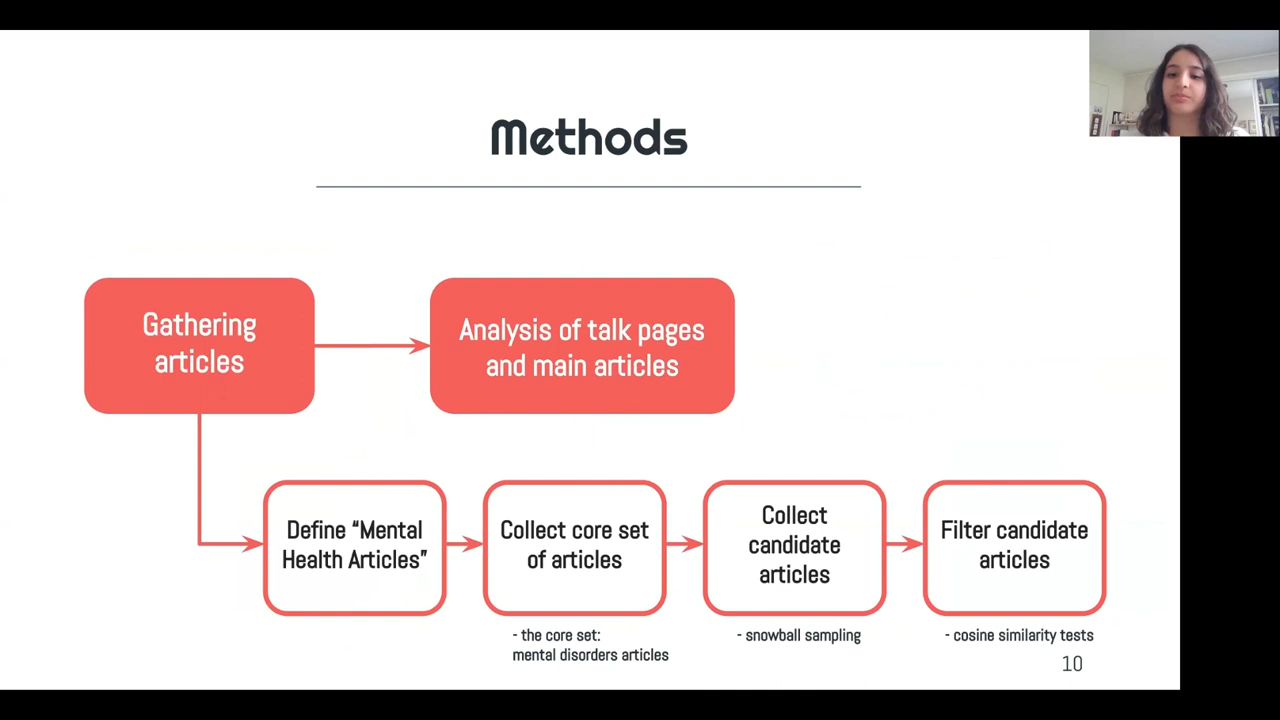 Methods
Gathering
articles
Analysis of talk pages
and main articles
Define “Mental
Health Articles”
Collect core set
of articles
Collect
candidate
articles
Filter candidate
articles
- the core set:
mental disorders articles
- snowball sampling
- cosine similarity tests
10